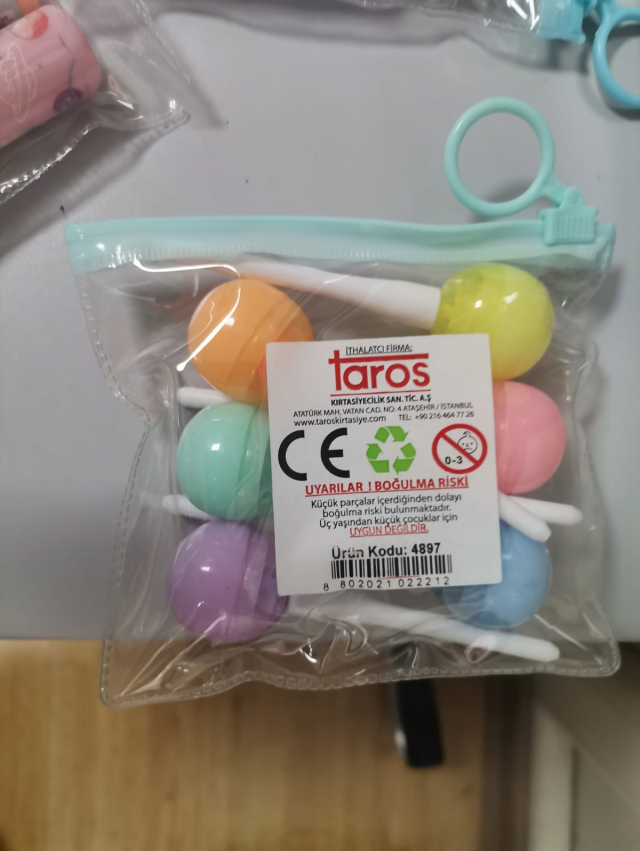 İTHALATCI FİRMA:
taros
KIRTASİYECİLİK SAN. TİC. A.Ş
ATATÜRK MAH. VATAN CAD. NO: 4 ATAŞEHİR / İSTANBUL
www.taroskirtasiye.com TEL: +90 216 464 77 26
CE
0-3
UYARILAR ! BOĞULMA RİSKİ
Küçük parçalar içerdiğinden dolayı
boğulma riski bulunmaktadır.
Üç yaşından küçük çocuklar için
UYGUN DEĞİLDİR.
Ürün Kodu: 4897
8 802021 022212